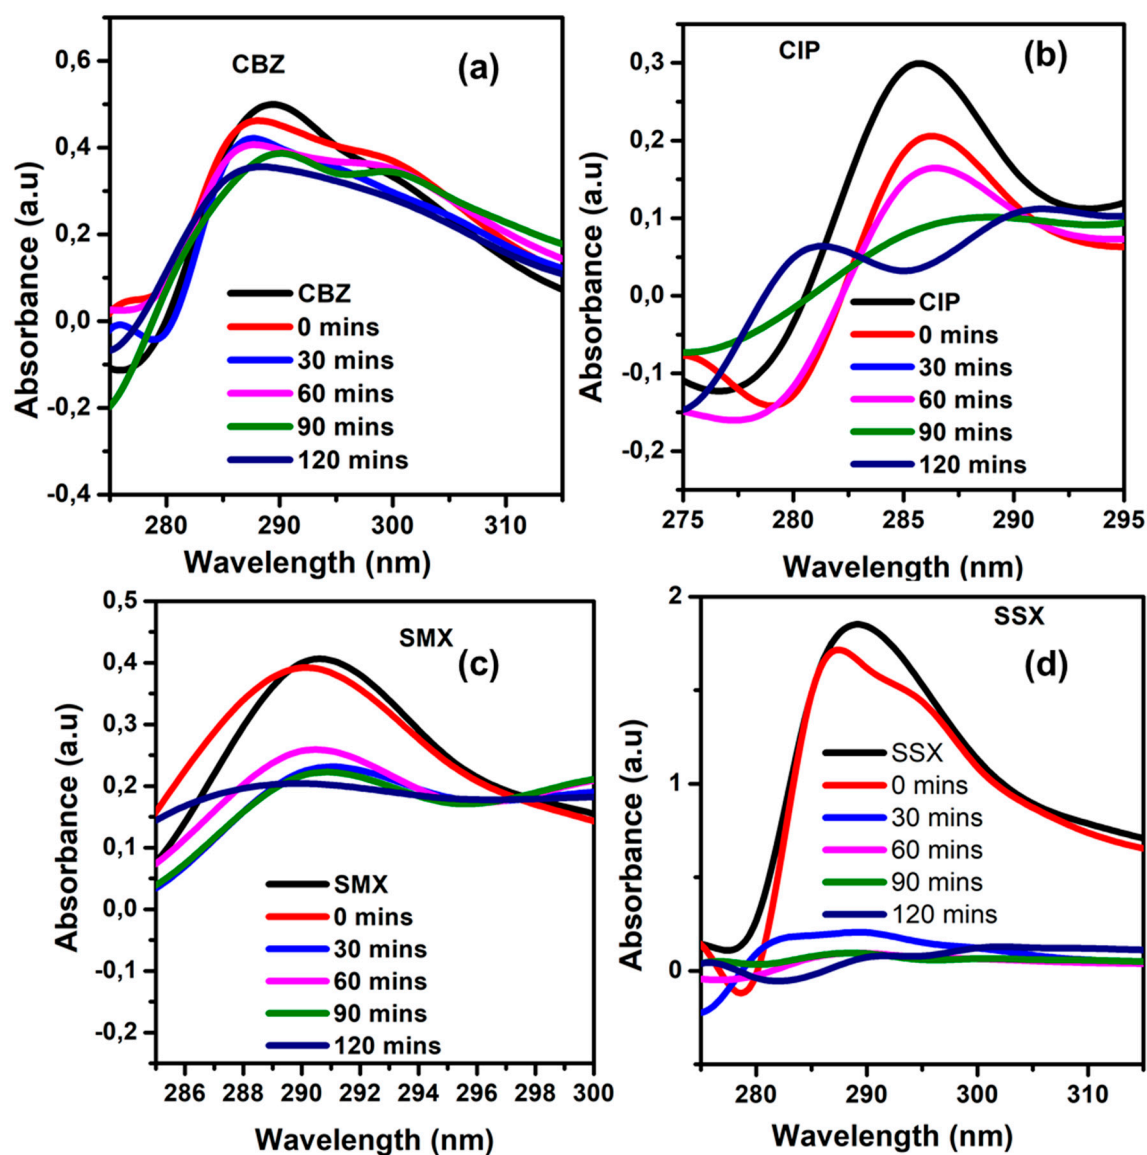 CBZ
(a)
0,6
0,4
0,2
0,0
-0,2
-0,4
Absorbance (a.u)
CBZ
0 mins
30 mins
60 mins
90 mins
120 mins
280 290 300 310
Wavelength (nm)
CIP
(b)
0,3
0,2
0,1
0,0
-0,1
-0,2
Absorbance (a.u)
CIP
0 mins
30 mins
60 mins
90 mins
120 mins
275 280 285 290 295
Wavelength (nm)
SMX
(c)
0,5
0,4
0,3
0,2
0,1
0,0
-0,1
-0,2
Absorbance (a.u)
SMX
0 mins
30 mins
60 mins
90 mins
120 mins
286 288 290 292 294 296 298 300
Wavelength (nm)
SSX
(d)
2
1
0
Absorbance (a.u)
SSX
0 mins
30 mins
60 mins
90 mins
120 mins
280 290 300 310
Wavelength (nm)